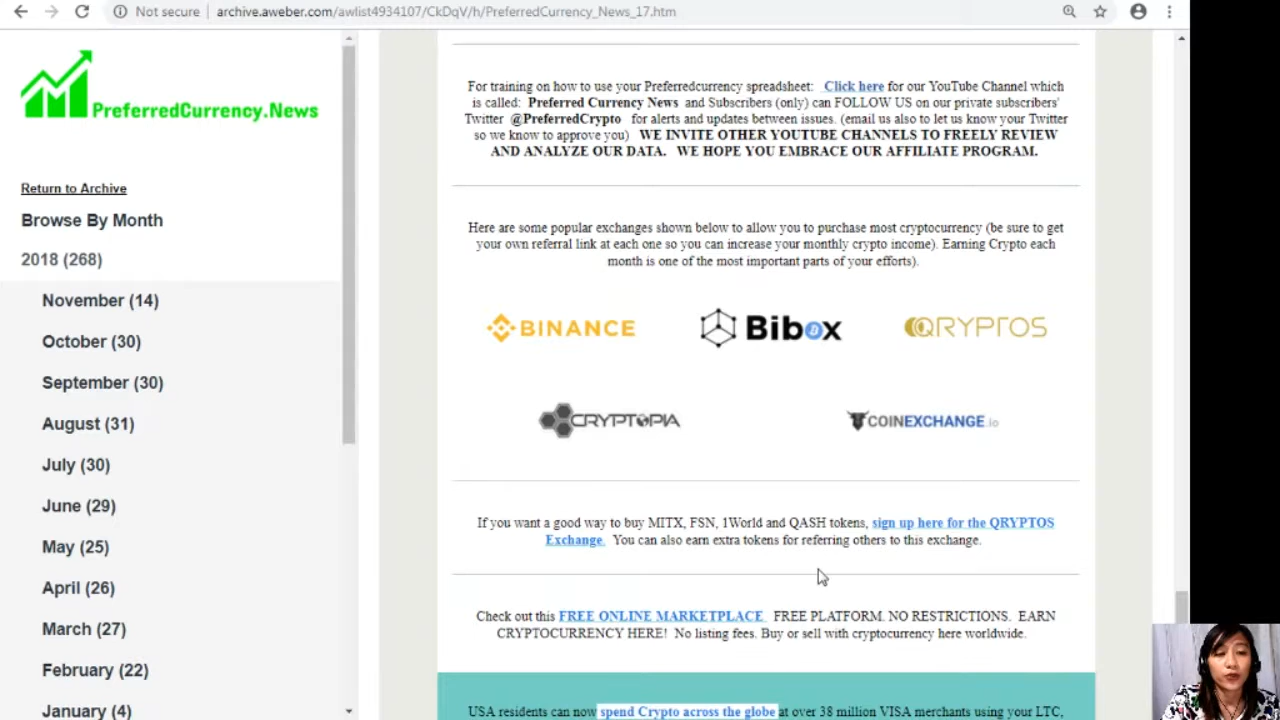 Not secure | archive.aweber.com/awlist4934107/CkDqV/h/PreferredCurrency_News_17.htm
PreferredCurrency.News
Return to Archive
Browse By Month
2018 (268)
November (14)
October (30)
September (30)
August (31)
July (30)
June (29)
May (25)
April (26)
March (27)
February (22)
January (4)
For training on how to use your Preferredcurrency spreadsheet: Click here for our YouTube Channel which
is called: Preferred Currency News and Subscribers (only) can FOLLOW US on our private subscribers'
Twitter @PreferredCrypto for alerts and updates between issues. (email us also to let us know your Twitter
so we know to approve you) WE INVITE OTHER YOUTUBE CHANNELS TO FREELY REVIEW
AND ANALYZE OUR DATA. WE HOPE YOU EMBRACE OUR AFFILIATE PROGRAM.
Here are some popular exchanges shown below to allow you to purchase most cryptocurrency (be sure to get
your own referral link at each one so you can increase your monthly crypto income). Earning Crypto each
month is one of the most important parts of your efforts).
BINANCE
Bibox
QRYPTOS
CRYPTOPIA
COINEXCHANGE.io
If you want a good way to buy MITX, FSN, 1World and QASH tokens, sign up here for the QRYPTOS
Exchange. You can also earn extra tokens for referring others to this exchange.
Check out this FREE ONLINE MARKETPLACE FREE PLATFORM. NO RESTRICTIONS. EARN
CRYPTOCURRENCY HERE! No listing fees. Buy or sell with cryptocurrency here worldwide.
USA residents can now spend Crypto across the globe at over 38 million VISA merchants using your LTC,